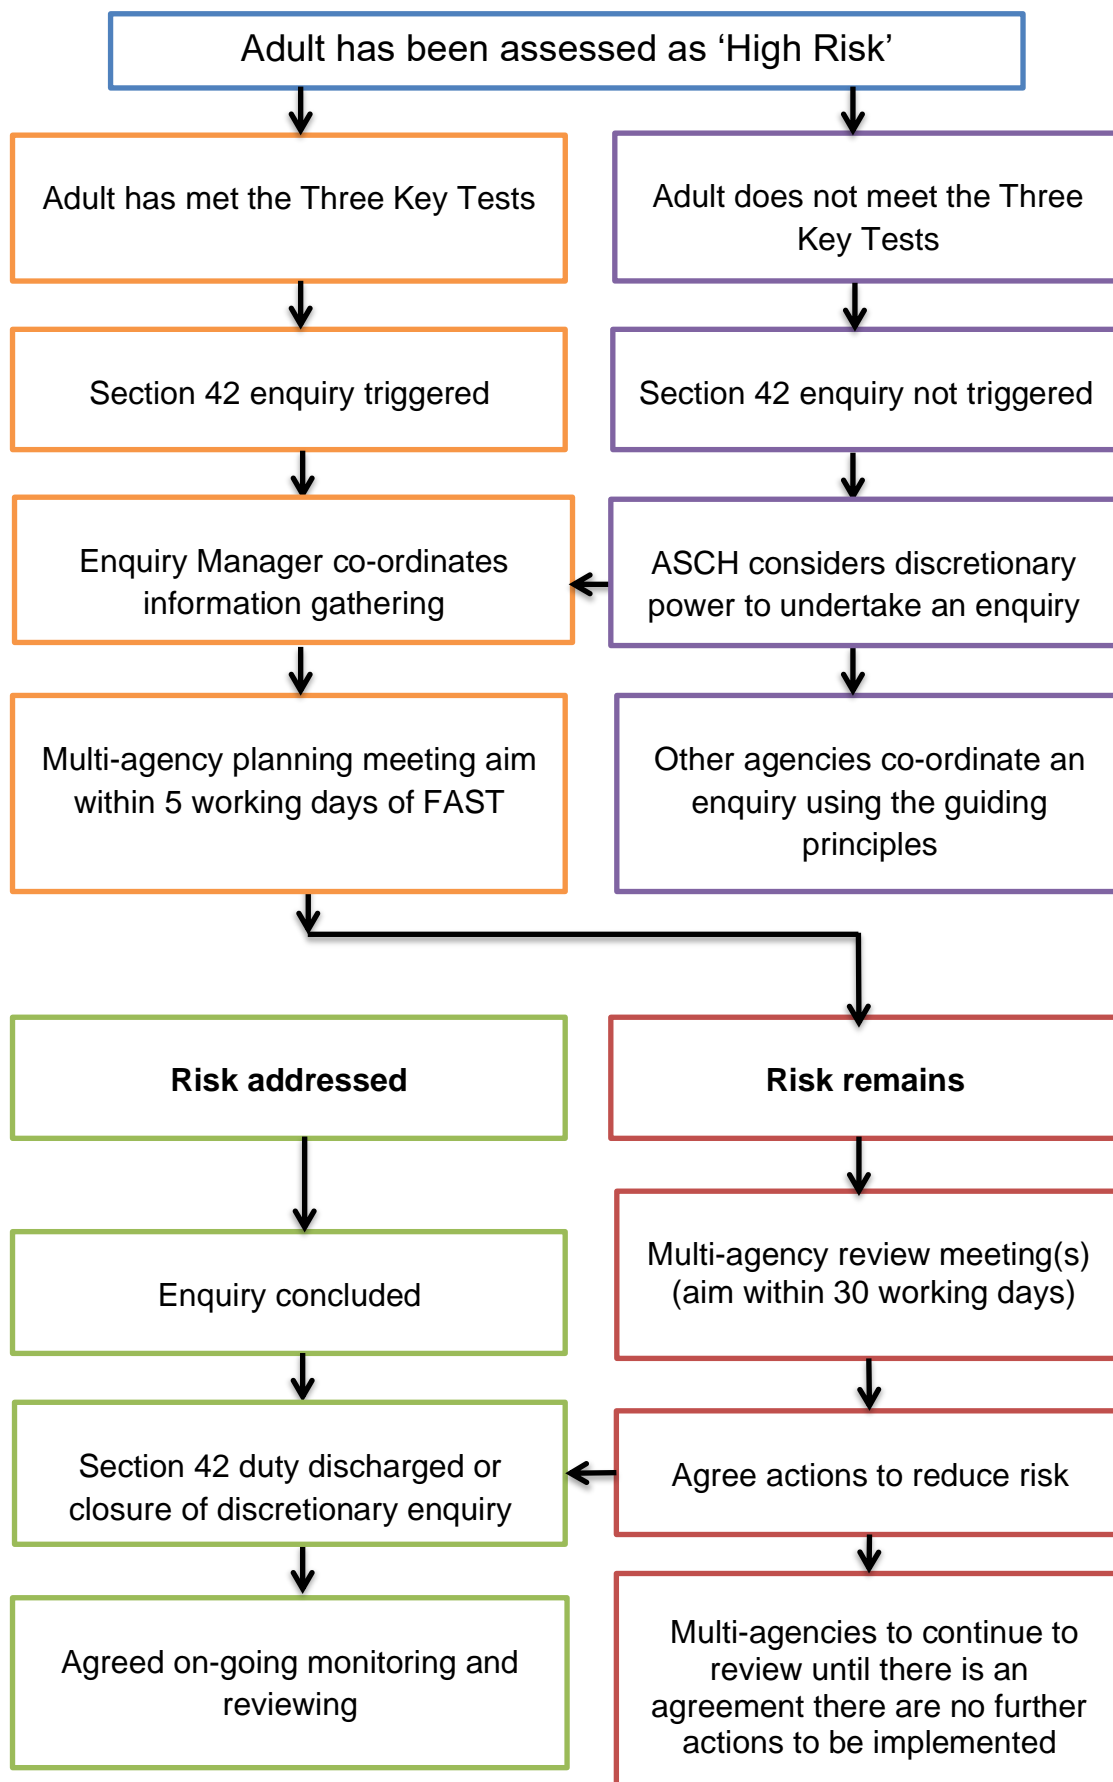 Adult has been assessed as ‘High Risk’
Adult has met the Three Key Tests
Adult does not meet the Three
Key Tests
Section 42 enquiry triggered
Section 42 enquiry not triggered
Enquiry Manager co-ordinates
information gathering
ASCH considers discretionary
power to undertake an enquiry
Multi-agency planning meeting aim
within 5 working days of FAST
Other agencies co-ordinate an
enquiry using the guiding
principles
Risk addressed
Risk remains
Enquiry concluded
Multi-agency review meeting(s)
(aim within 30 working days)
Section 42 duty discharged or
closure of discretionary enquiry
Agree actions to reduce risk
Agreed on-going monitoring and
reviewing
Multi-agencies to continue to
review until there is an
agreement there are no further
actions to be implemented